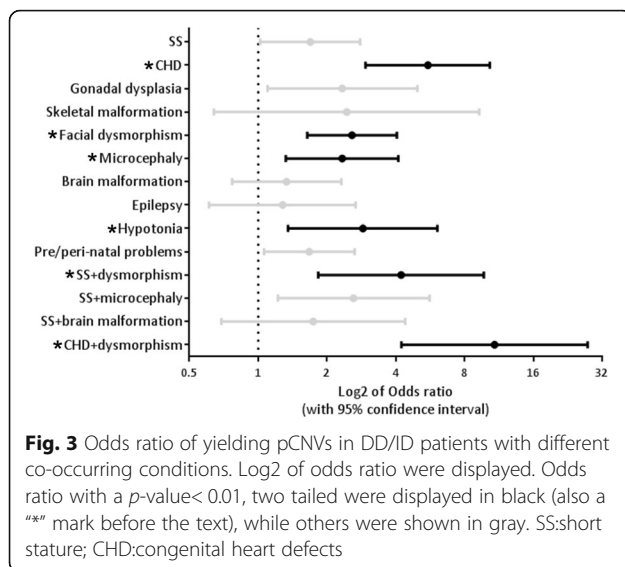 SS
*CHD
Gonadal dysplasia
Skeletal malformation
*Facial dysmorphism
*Microcephaly
Brain malformation
Epilepsy
*Hypotonia
Pre/peri-natal problems
*SS+dysmorphism
SS+microcephaly
SS+brain malformation
*CHD+dysmorphism
0.5 1 2 4 8 16 32
Log2 of Odds ratio
(with 95% confidence interval)
Fig. 3 Odds ratio of yielding pCNVs in DD/ID patients with different
co-occurring conditions. Log2 of odds ratio were displayed. Odds
ratio with a p-value< 0.01, two tailed were displayed in black (also a
“*” mark before the text), while others were shown in gray. SS:short
stature; CHD:congenital heart defects